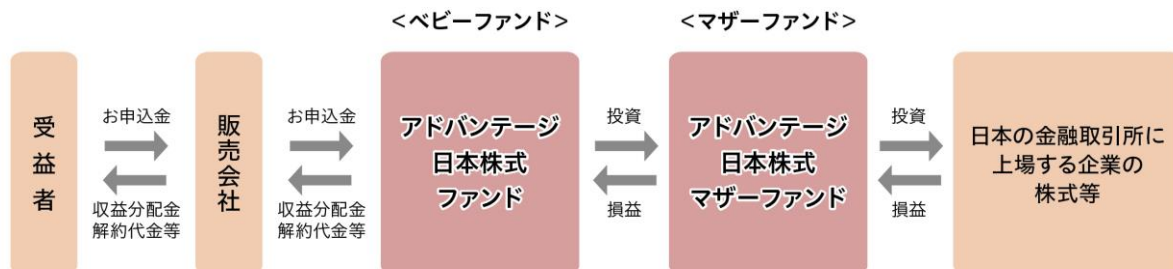 <ベビーファンド>
<マザーファンド>
受益者
お申込金
収益分配金
解約代金等
販売会社
お申込金
収益分配金
解約代金等
アドバンテージ
日本株式
ファンド
投資
損益
アドバンテージ
日本株式
マザーファンド
投資
損益
日本の金融取引所に
上場する企業の
株式等